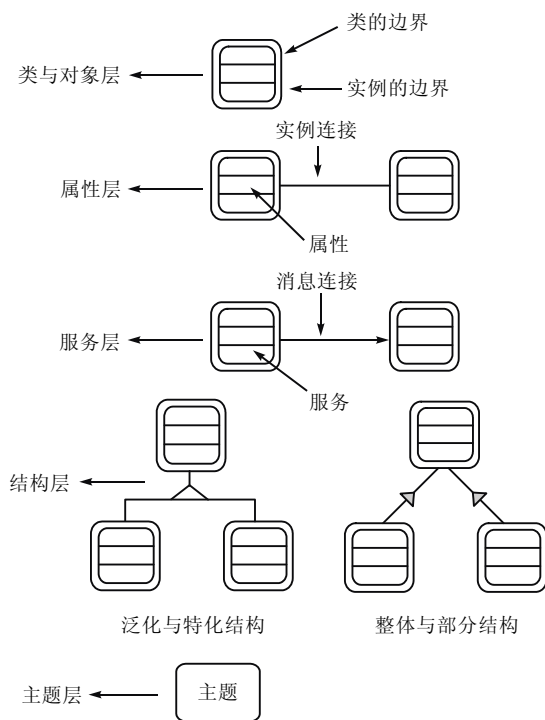 类的边界
类与对象层
实例的边界
实例连接
属性层
属性
消息连接
服务层
服务
结构层
泛化与特化结构
整体与部分结构
主题层
主题